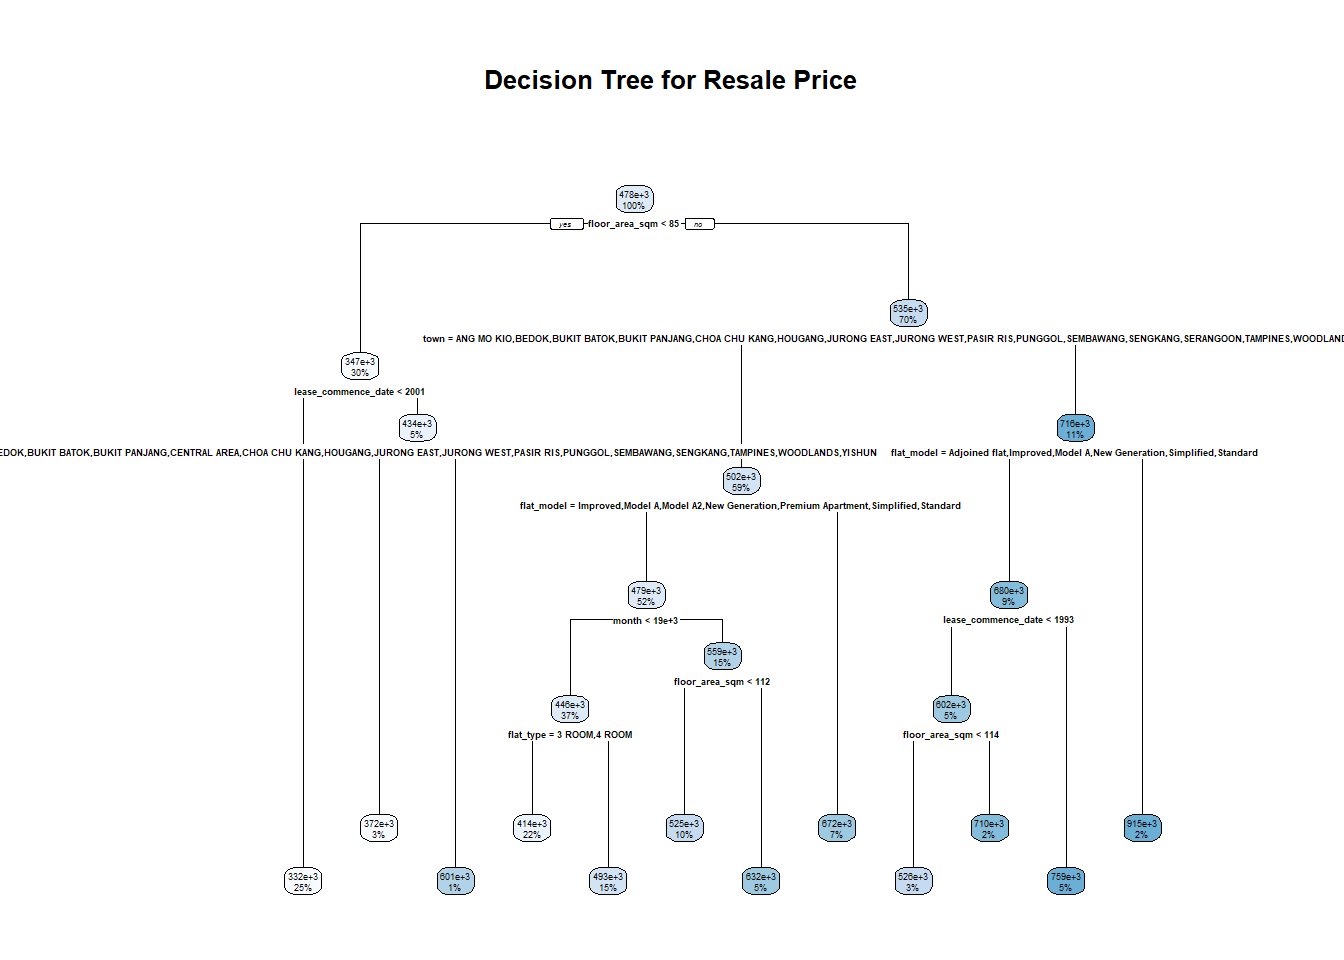 Decision Tree for Resale Price
478e+3
100%
yes
floor_area_sqm < 85
no
535e+3
70%
town = ANG MO KIO,BEDOK,BUKIT BATOK,BUKIT PANJANG,CHOA CHU KANG,HOUGANG,JURONG EAST,JURONG WEST,PASIR RIS,PUNGGOL,SEMBAWANG,SENGKANG,SERANGOON,TAMPINES,WOODLAND
347e+3
30%
lease_commence_date < 2001
434e+3
5%
716e+3
11%
EDOK,BUKIT BATOK,BUKIT PANJANG,CENTRAL AREA,CHOA CHU KANG,HOUGANG,JURONG EAST,JURONG WEST,PASIR RIS,PUNGGOL,SEMBAWANG,SENGKANG,TAMPINES,WOODLANDS,YISHUN
flat_model = Adjoined flat,Improved,Model A,New Generation,Simplified,Standard
502e+3
59%
flat_model = Improved,Model A,Model A2,New Generation,Premium Apartment,Simplified,Standard
479e+3
52%
680e+3
9%
month < 19e+3
lease_commence_date < 1993
559e+3
15%
floor_area_sqm < 112
446e+3
37%
602e+3
5%
flat_type = 3 ROOM,4 ROOM
floor_area_sqm < 114
372e+3
3%
414e+3
22%
525e+3
10%
672e+3
7%
710e+3
2%
915e+3
2%
332e+3
25%
601e+3
1%
493e+3
15%
632e+3
5%
526e+3
3%
759e+3
5%